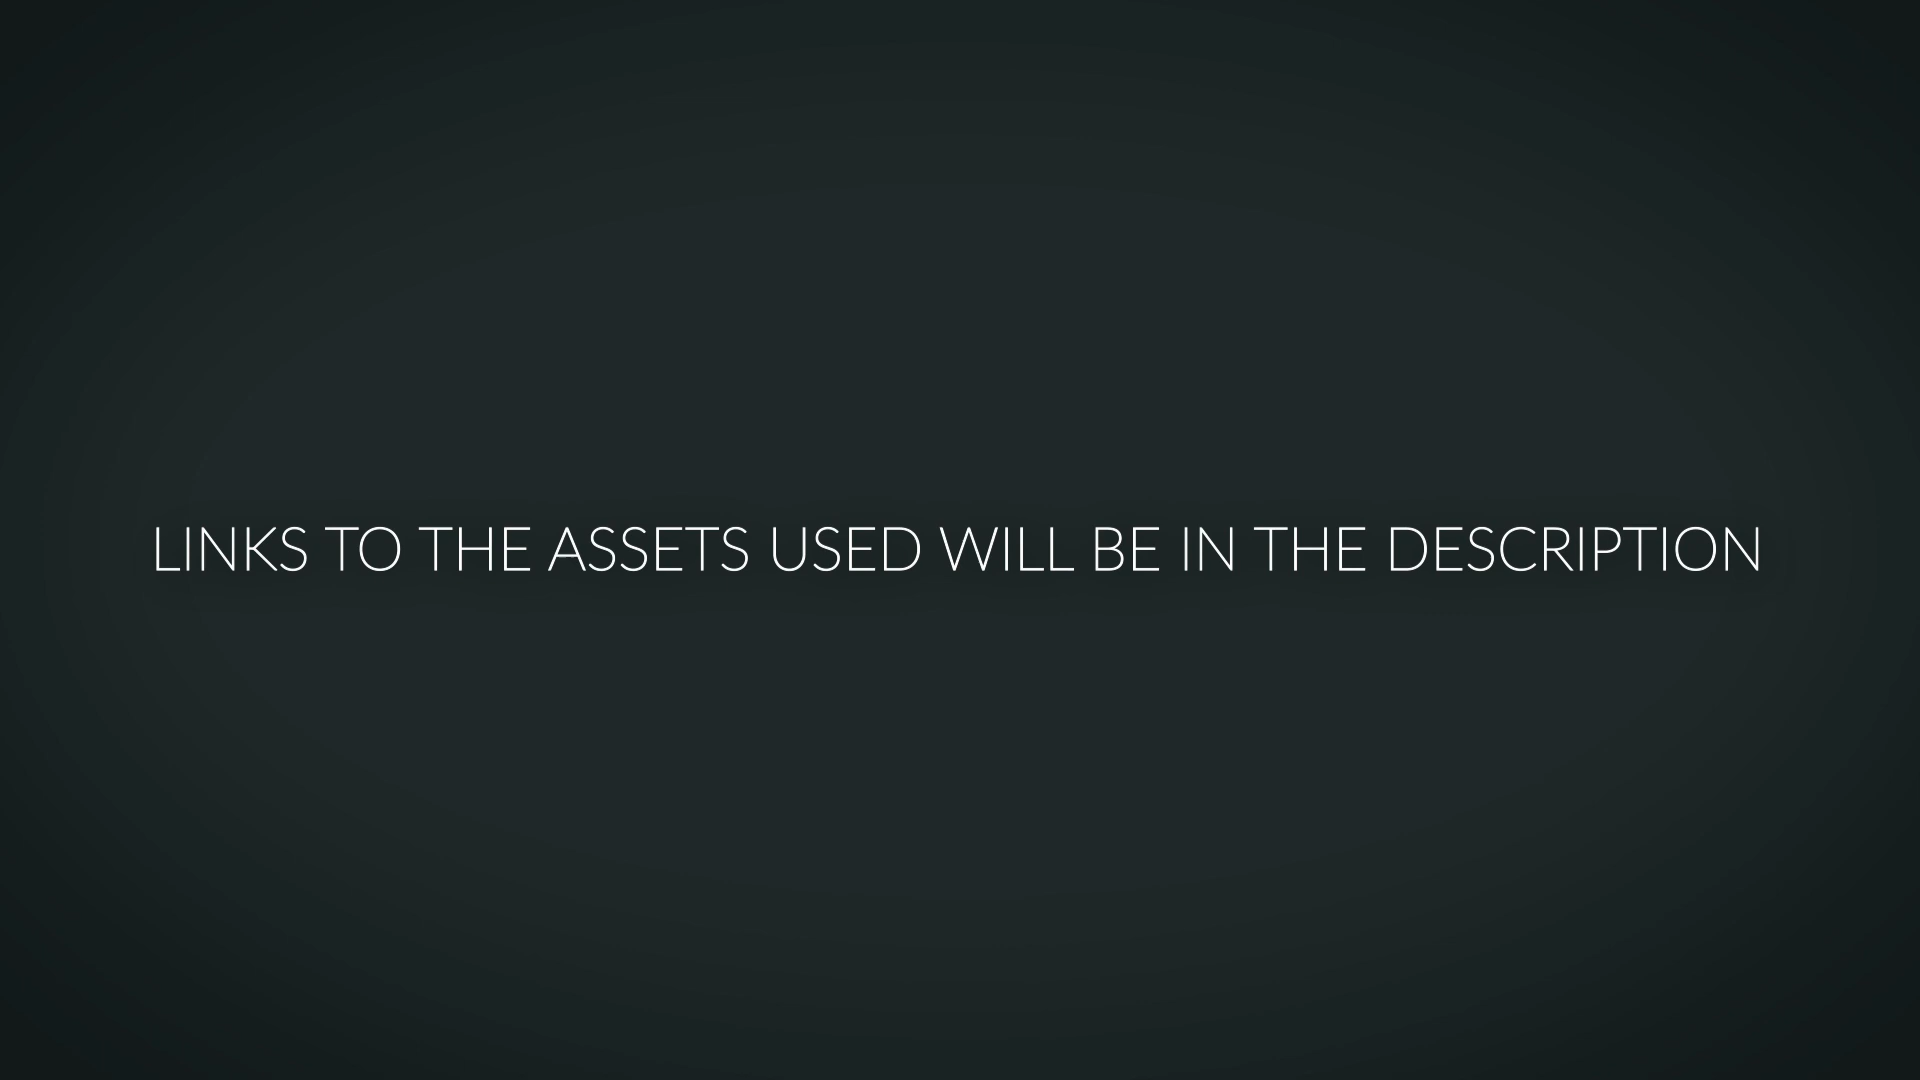 LINKS TO THE ASSETS USED WILL BE IN THE DESCRIPTION